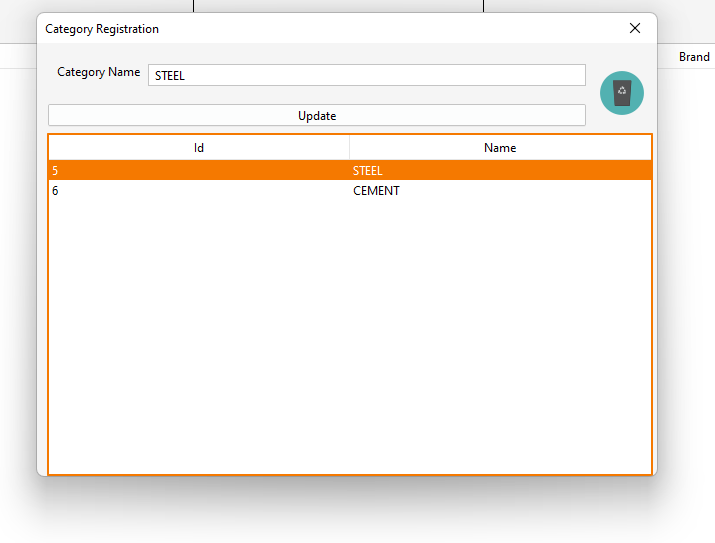 Category Registration
Brand
Category Name STEEL
Update
Id Name
5 STEEL
6 CEMENT